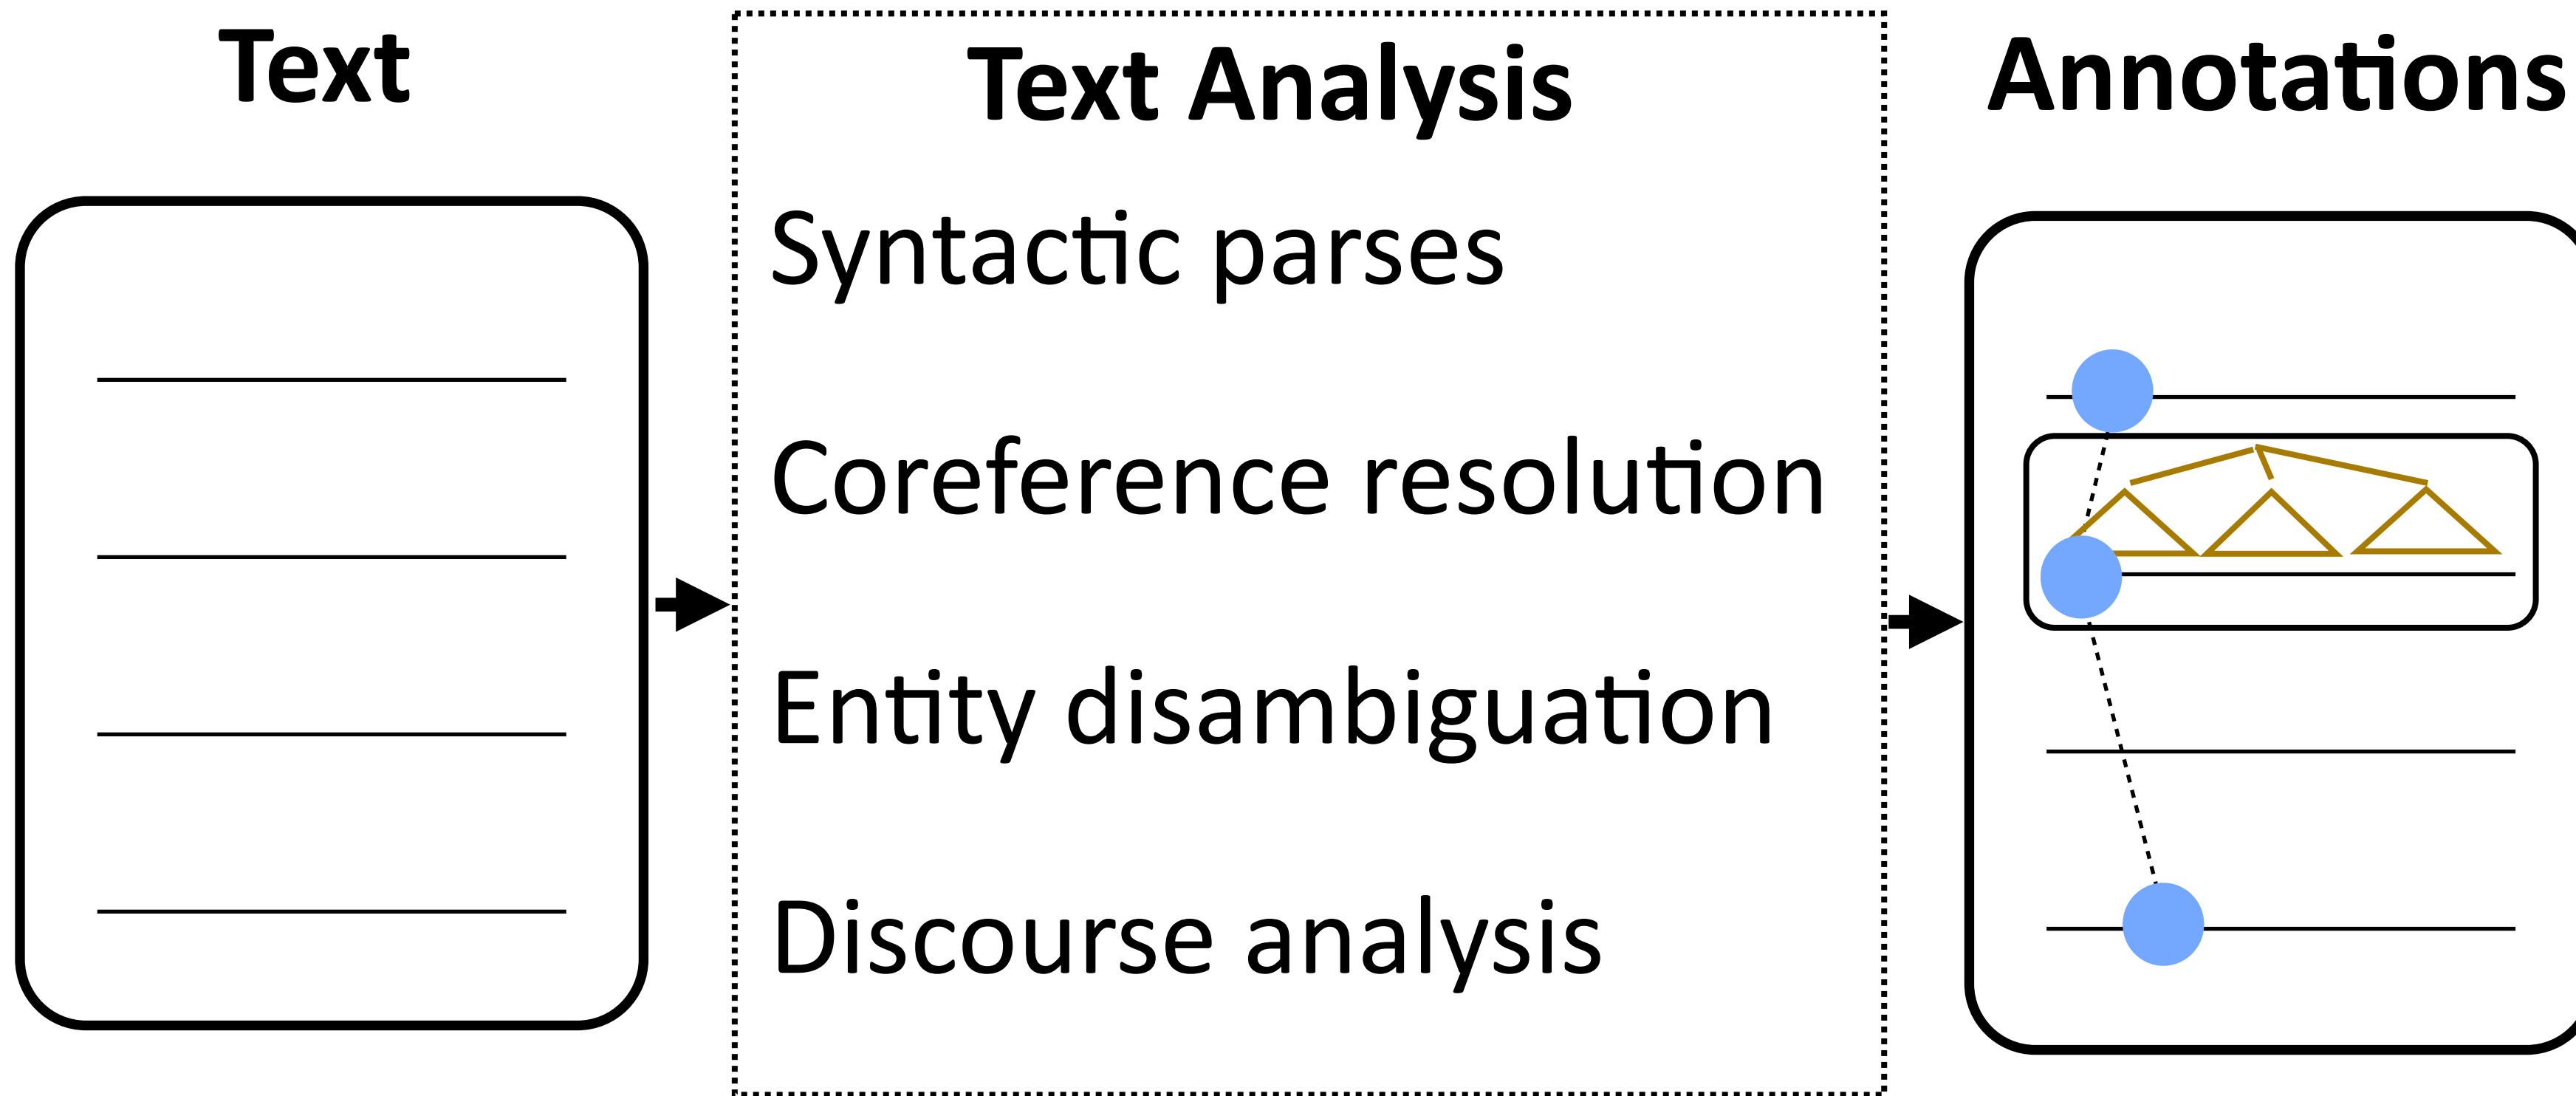 Text
Text Analysis
Annotations
Syntactic parses
Coreference resolution
Entity disambiguation
Discourse analysis